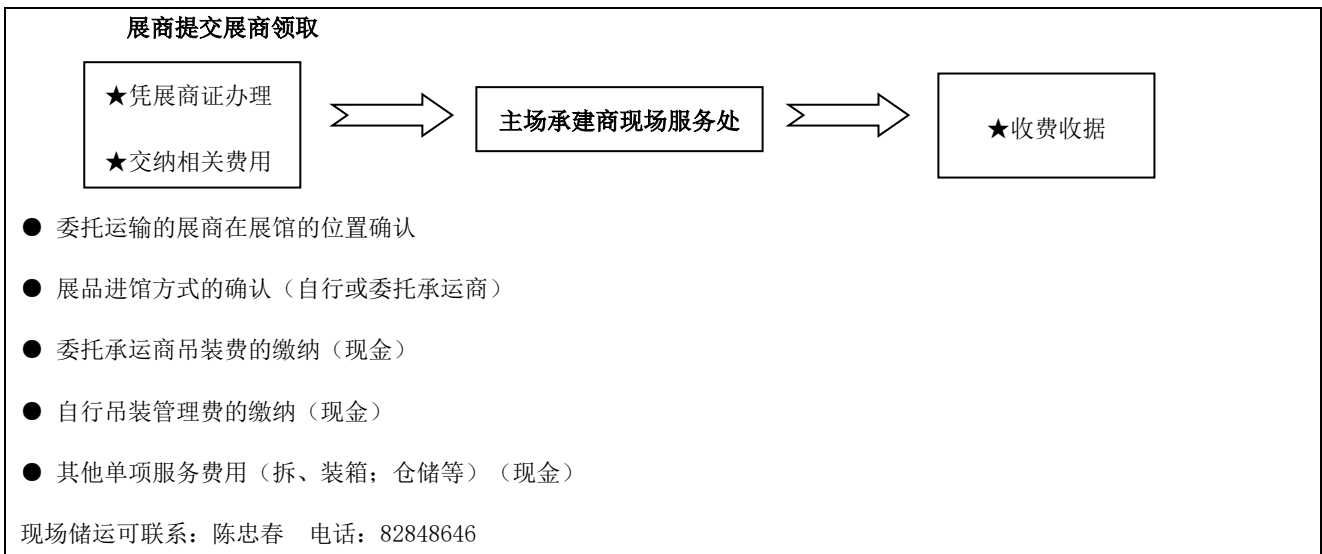 展商提交展商领取
★凭展商证办理
★交纳相关费用
主场承建商现场服务处
★收费收据
● 委托运输的展商在展馆的位置确认
● 展品进馆方式的确认（自行或委托承运商）
● 委托承运商吊装费的缴纳（现金）
● 自行吊装管理费的缴纳（现金）
● 其他单项服务费用（拆、装箱；仓储等）（现金）
现场储运可联系：陈忠春 电话：82848646